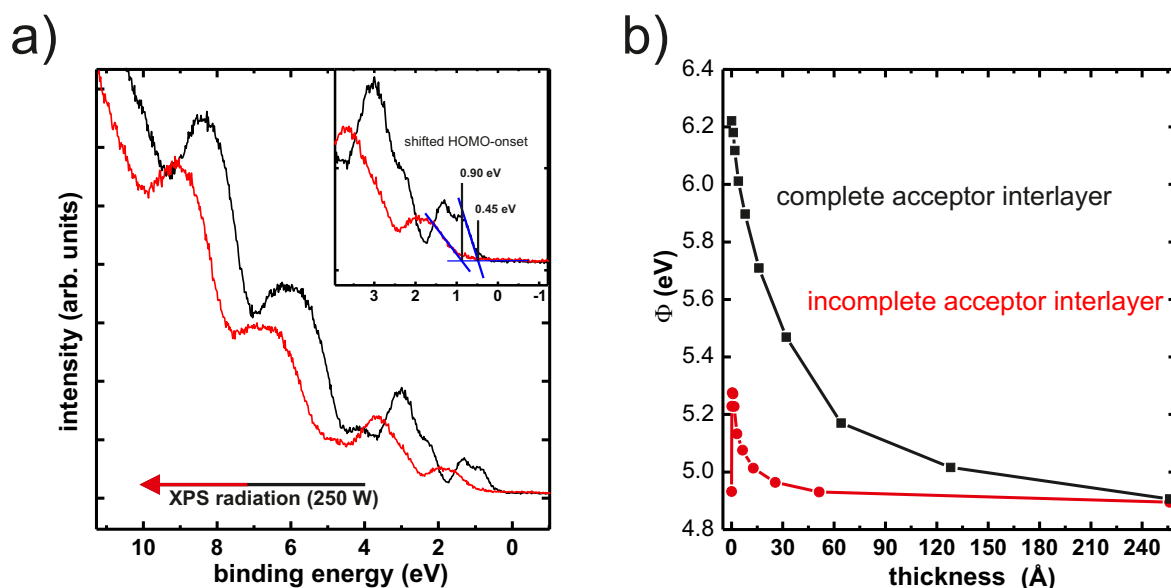 a)
intensity (arb. units)
shifted HOMO-onset
0.90 eV
0.45 eV
3 2 1 0 -1
XPS radiation (250 W)
10 8 6 4 2 0
binding energy (eV)
b)
Φ (eV)
6.4
6.2
6.0
5.8
5.6
5.4
5.2
5.0
4.8
complete acceptor interlayer
incomplete acceptor interlayer
0 30 60 90 120 150 180 210 240
thickness (Å)